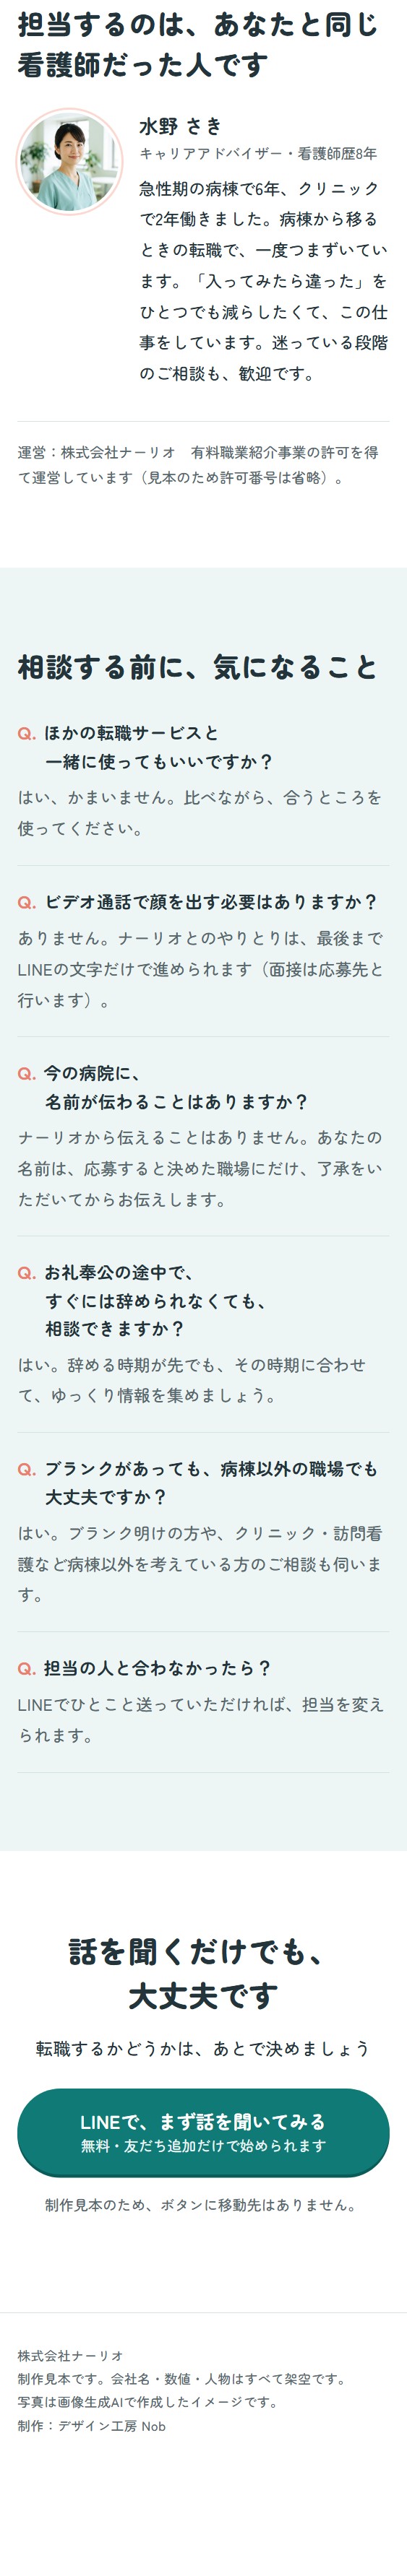 担当するのは、あなたと同じ
看護師だった人です
水野 さき
キャリアアドバイザー・看護師歴8年
急性期の病棟で6年、クリニック
で2年働きました。病棟から移る
ときの転職で、一度つまずいてい
ます。「入ってみたら違った」を
ひとつでも減らしたくて、この仕
事をしています。迷っている段階
のご相談も、歓迎です。
運営：株式会社ナーリオ　有料職業紹介事業の許可を得
て運営しています（見本のため許可番号は省略）。
相談する前に、気になること
Q. ほかの転職サービスと
一緒に使ってもいいですか？
はい、かまいません。比べながら、合うところを
使ってください。
Q. ビデオ通話で顔を出す必要はありますか？
ありません。ナーリオとのやりとりは、最後まで
LINEの文字だけで進められます（面接は応募先と
行います）。
Q. 今の病院に、
名前が伝わることはありますか？
ナーリオから伝えることはありません。あなたの
名前は、応募すると決めた職場にだけ、了承をい
ただいてからお伝えします。
Q. お礼奉公の途中で、
すぐには辞められなくても、
相談できますか？
はい。辞める時期が先でも、その時期に合わせ
て、ゆっくり情報を集めましょう。
Q. ブランクがあっても、病棟以外の職場でも
大丈夫ですか？
はい。ブランク明けの方や、クリニック・訪問看
護など病棟以外を考えている方のご相談も伺いま
す。
Q. 担当の人と合わなかったら？
LINEでひとこと送っていただければ、担当を変え
られます。
話を聞くだけでも、
大丈夫です
転職するかどうかは、あとで決めましょう
LINEで、まず話を聞いてみる
無料・友だち追加だけで始められます
制作見本のため、ボタンに移動先はありません。
株式会社ナーリオ
制作見本です。会社名・数値・人物はすべて架空です。
写真は画像生成AIで作成したイメージです。
制作：デザイン工房 Nob